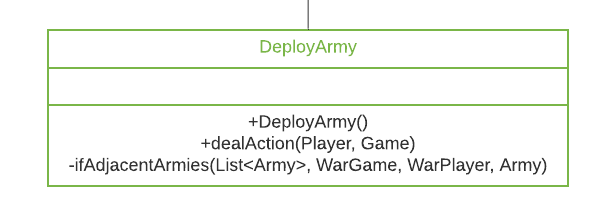 DeployArmy
+DeployArmy()
+dealAction(Player, Game)
-ifAdjacentArmies(List<Army>, WarGame, WarPlayer, Army)